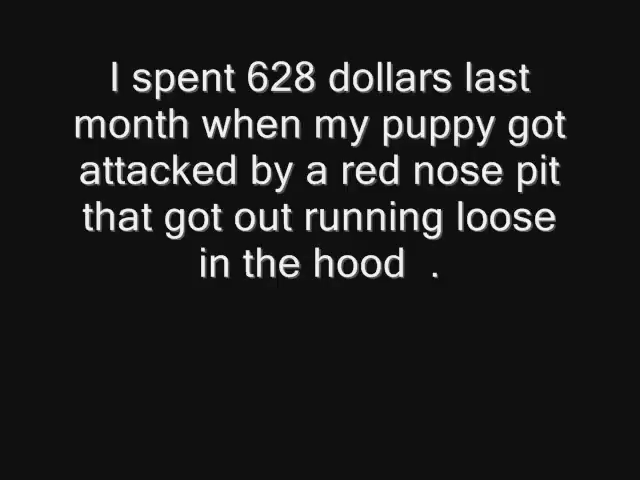 I spent 628 dollars last
month when my puppy got
attacked by a red nose pit
that got out running loose
in the hood  .